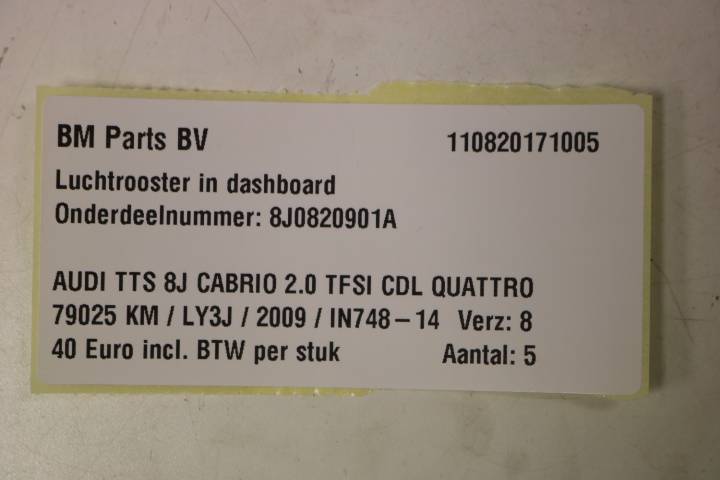 BM Parts BV 110820171005
Luchtrooster in dashboard
Onderdeelnummer: 8J0820901A
AUDI TTS 8J CABRIO 2.0 TFSI CDL QUATTRO
79025 KM / LY3J / 2009 / IN748-14 Verz: 8
40 Euro incl. BTW per stuk Aantal: 5